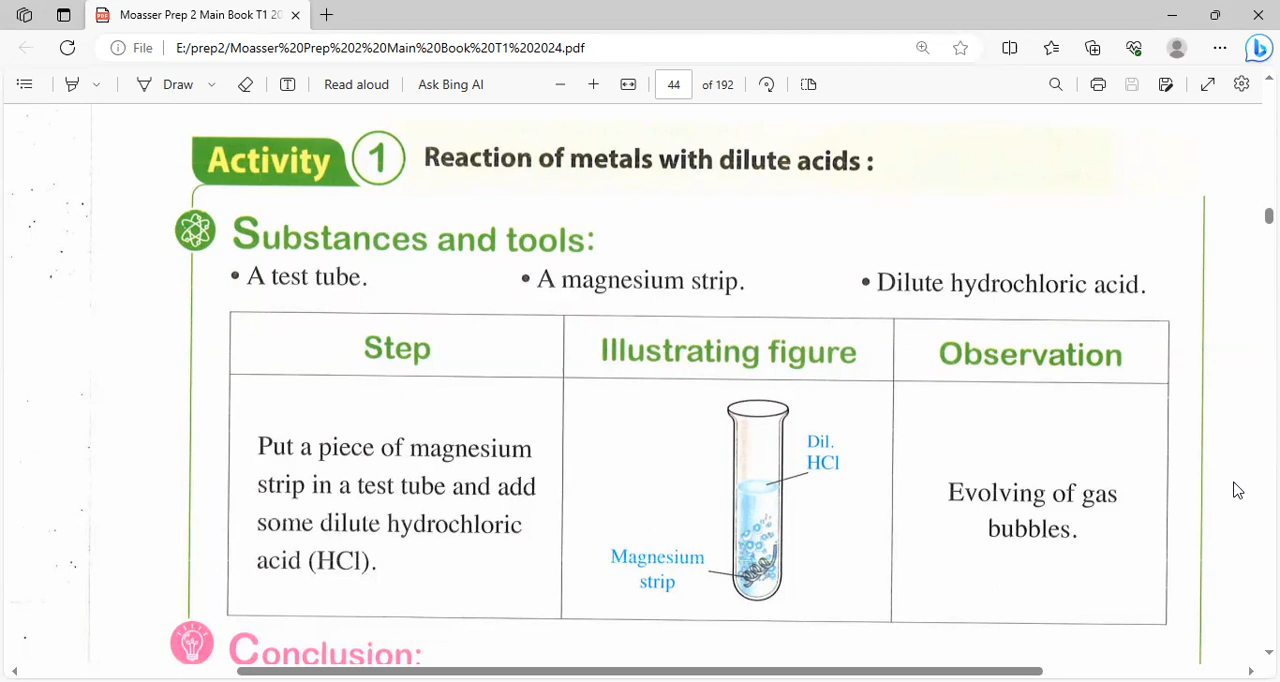 Moasser Prep 2 Main Book T1 20
File E:/prep2/Moasser%20Prep%202%20Main%20Book%20T1%2020٢4.pdf
Draw
Read aloud
Ask Bing AI
44 of 192
Activity 1 Reaction of metals with dilute acids :
Substances and tools:
• A test tube. • A magnesium strip. • Dilute hydrochloric acid.
Step Illustrating figure Observation
Put a piece of magnesium
strip in a test tube and add
some dilute hydrochloric
acid (HCl).
Dil.
HCl
Magnesium
strip
Evolving of gas
bubbles.
Conclusion: